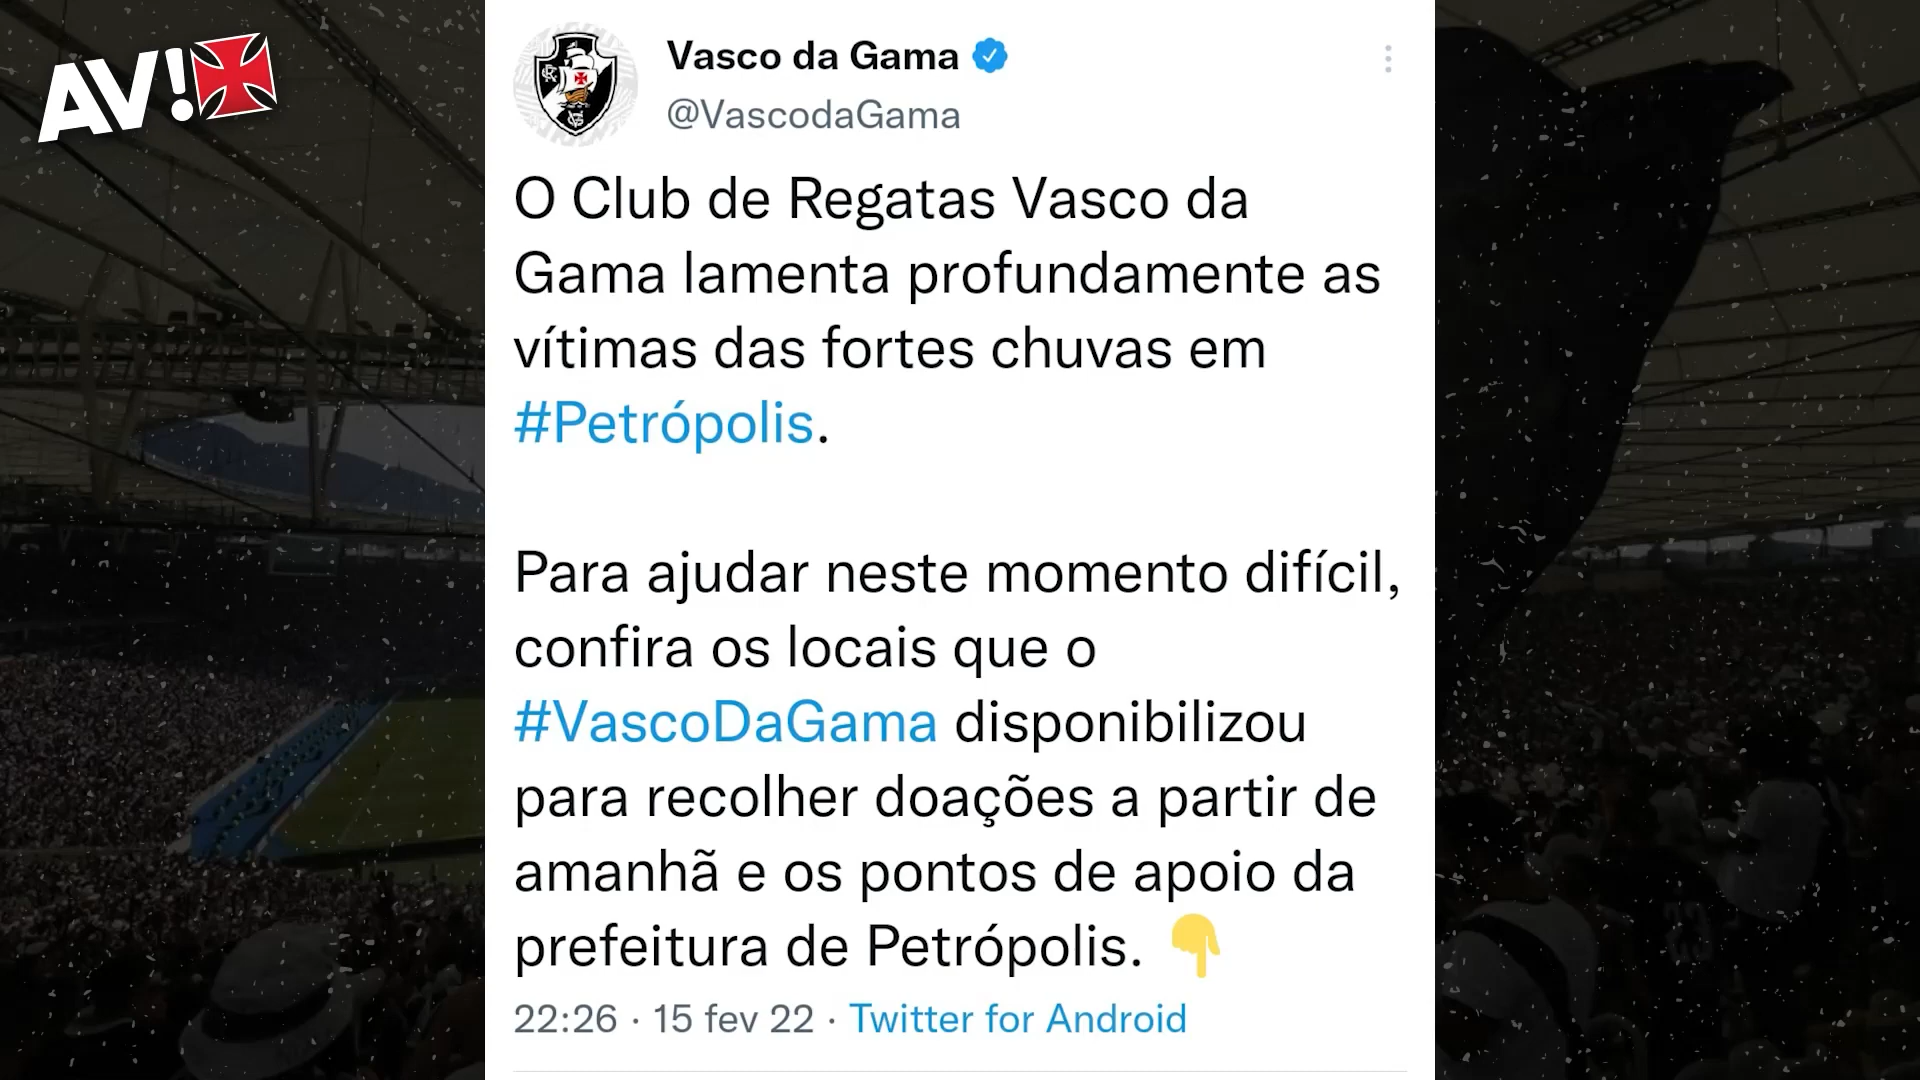 AV!
Vasco da Gama
@VascodaGama
O Club de Regatas Vasco da
Gama lamenta profundamente as
vítimas das fortes chuvas em
#Petrópolis.
Para ajudar neste momento difícil,
confira os locais que o
#VascoDaGama disponibilizou
para recolher doações a partir de
amanhã e os pontos de apoio da
prefeitura de Petrópolis. 👇
22:26 · 15 fev 22 · Twitter for Android